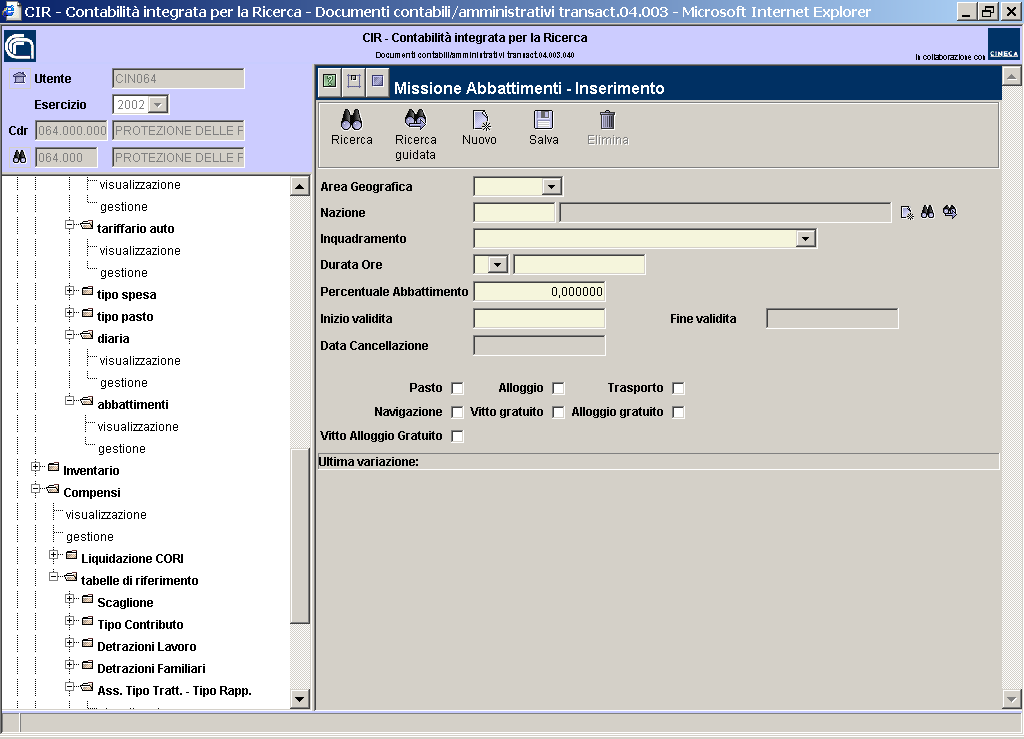 CIR - Contabilità integrata per la Ricerca - Documenti contabili/amministrativi transact.04.003 - Microsoft Internet Explorer
CIR - Contabilità integrata per la Ricerca
Documenti contabili/amministrativi transact.04.003.040
In collaborazione con
CINECA
Utente CIN064
Esercizio 2002
Cdr 064.000.000 PROTEZIONE DELLE F
064.000 PROTEZIONE DELLE F
visualizzazione
gestione
tariffario auto
visualizzazione
gestione
tipo spesa
tipo pasto
diaria
visualizzazione
gestione
abbattimenti
visualizzazione
gestione
Inventario
Compensi
visualizzazione
gestione
Liquidazione CORI
tabelle di riferimento
Scaglione
Tipo Contributo
Detrazioni Lavoro
Detrazioni Familiari
Ass. Tipo Tratt. - Tipo Rapp.
Missione Abbattimenti - Inserimento
Ricerca
Ricerca guidata
Nuovo
Salva
Elimina
Area Geografica
Nazione
Inquadramento
Durata Ore
Percentuale Abbattimento 0,000000
Inizio validita Fine validita
Data Cancellazione
Pasto Alloggio Trasporto
Navigazione Vitto gratuito Alloggio gratuito
Vitto Alloggio Gratuito
Ultima variazione: